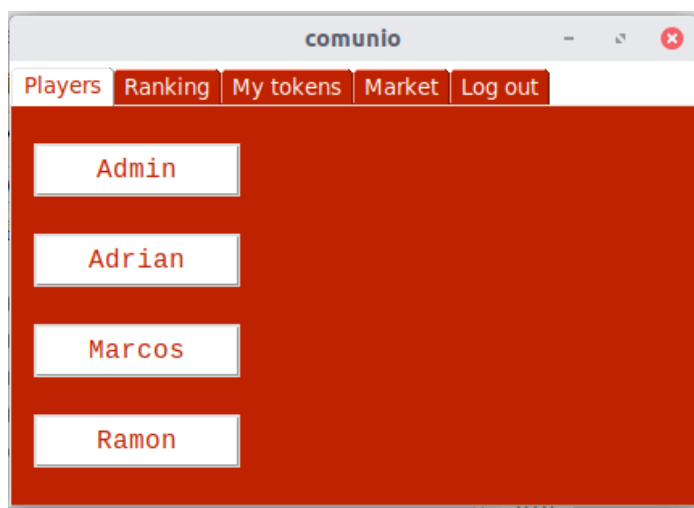 comunio
Players Ranking My tokens Market Log out
Admin
Adrian
Marcos
Ramon